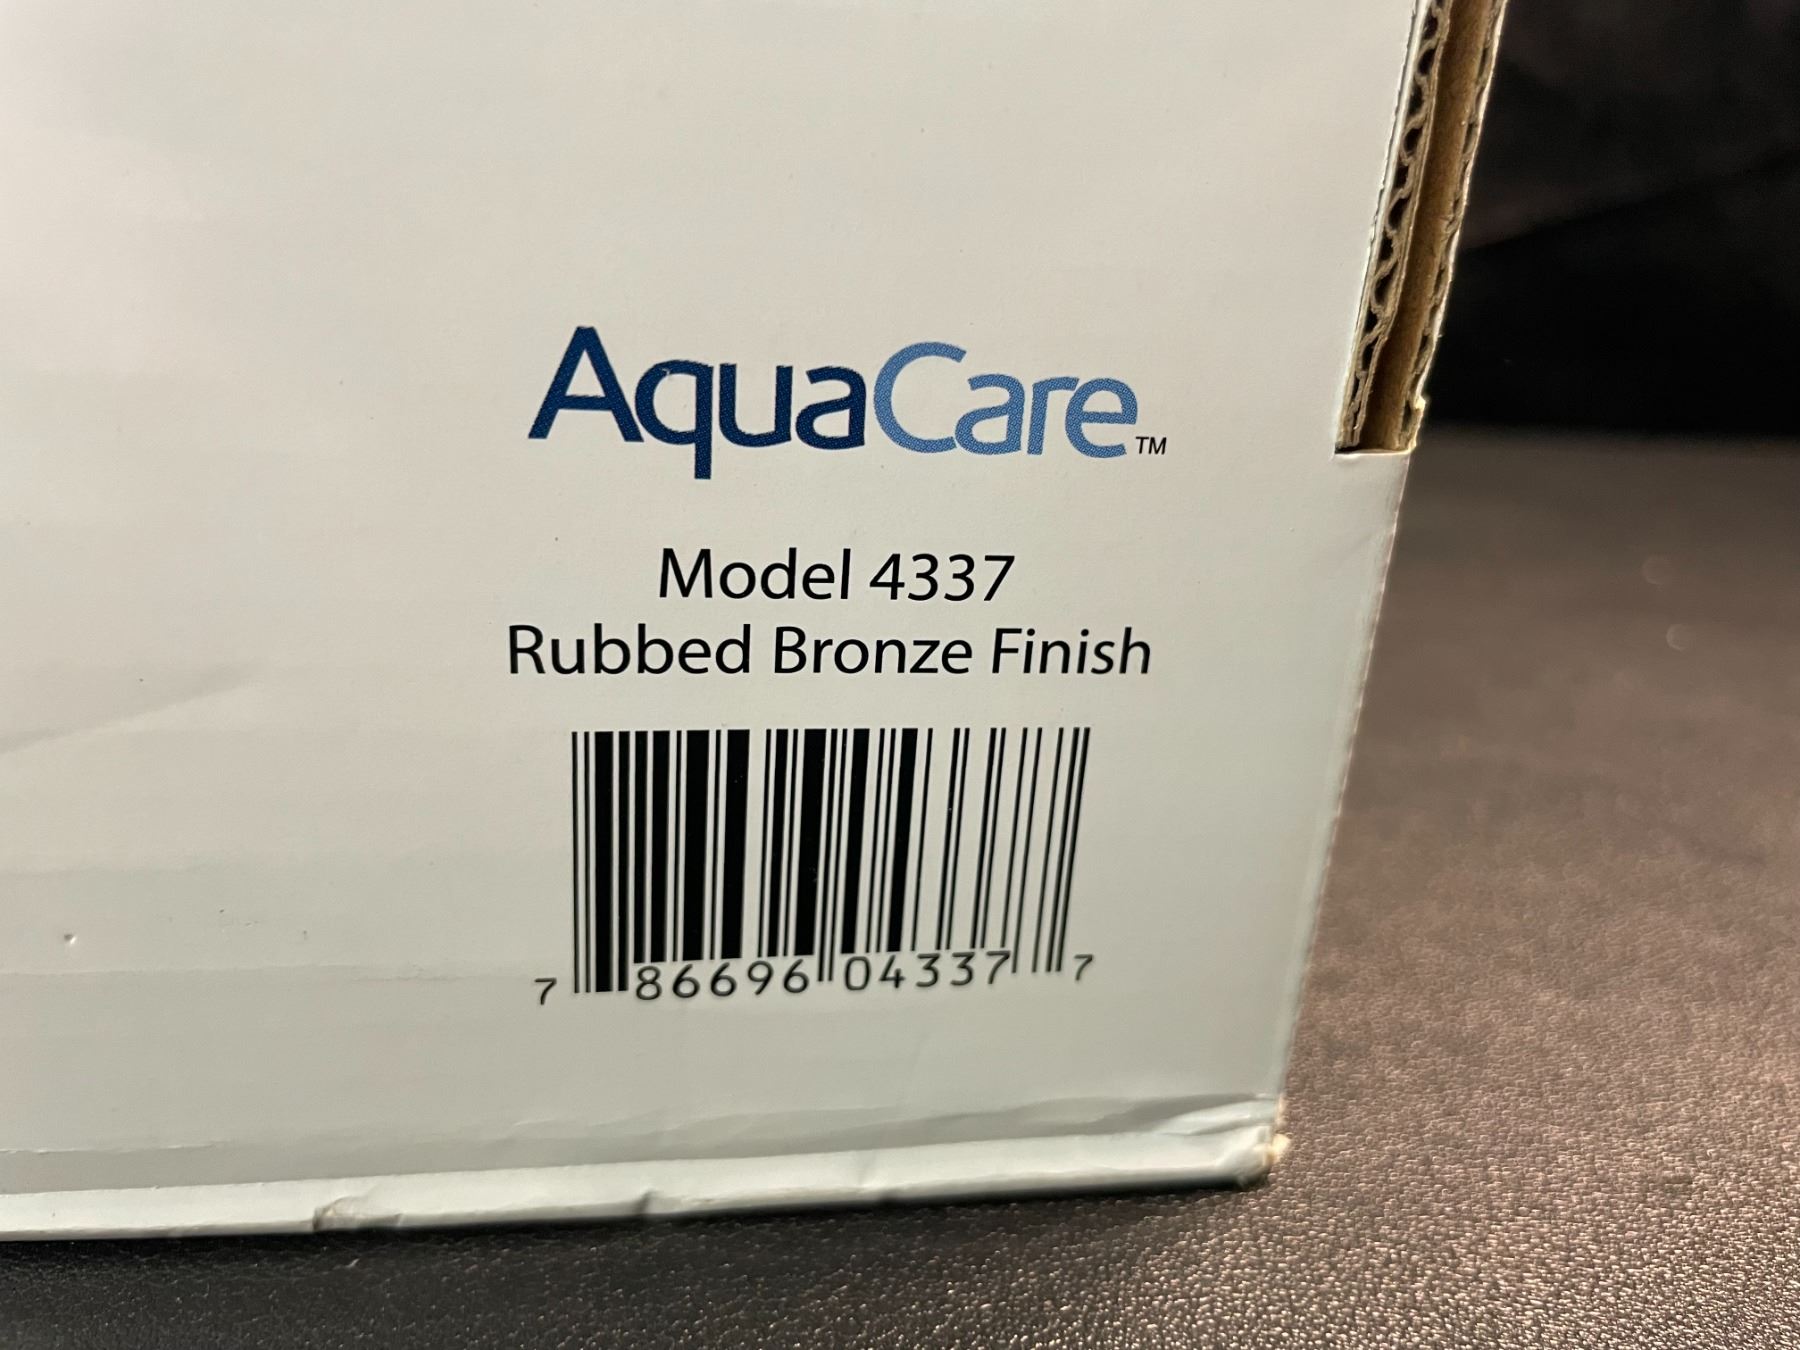 AquaCare™
Model 4337
Rubbed Bronze Finish
7 86696 04337 7